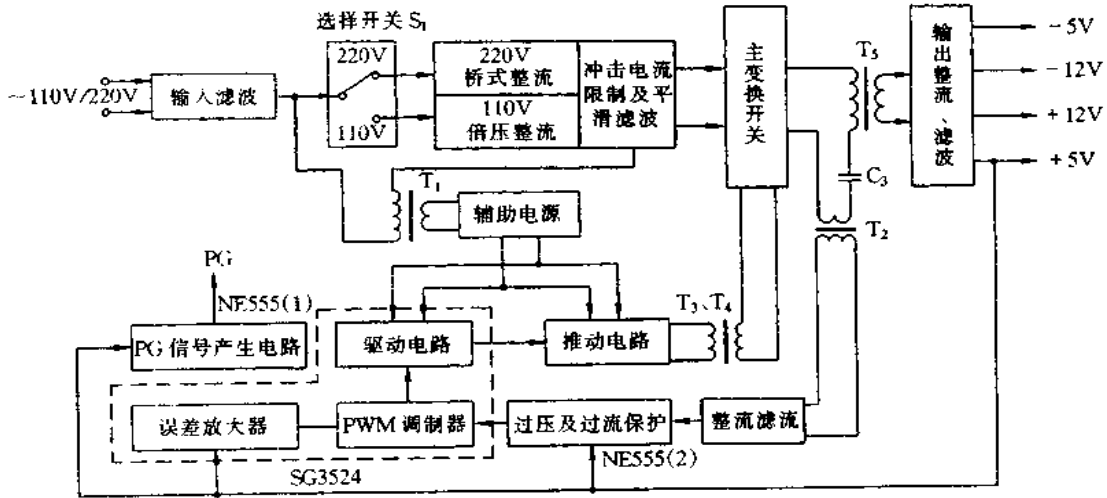 选择开关 S₁
220V
110V
~110V/220V
输入滤波
220V
桥式整流
110V
倍压整流
冲击电流
限制及平
滑滤波
主变换开关
T₅
输出整流、滤波
-5V
-12V
+12V
+5V
C₃
T₂
T₁
辅助电源
PG
NE555(1)
PG 信号产生电路
驱动电路
推动电路
T₃、T₄
误差放大器
PWM 调制器
过压及过流保护
整流滤流
NE555(2)
SG3524